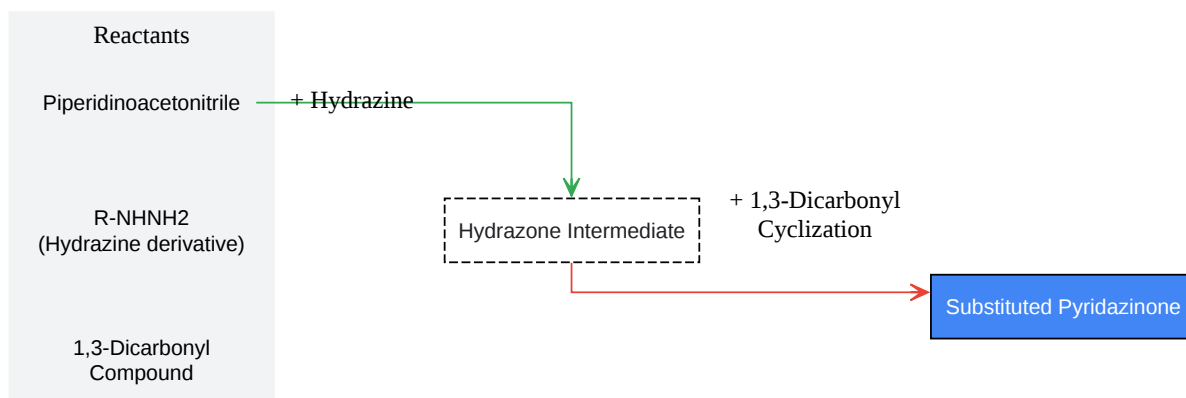 Reactants
Piperidinoacetonitrile
+ Hydrazine
R-NHNH2
(Hydrazine derivative)
Hydrazone Intermediate
+ 1,3-Dicarbonyl
Cyclization
Substituted Pyridazinone
1,3-Dicarbonyl
Compound